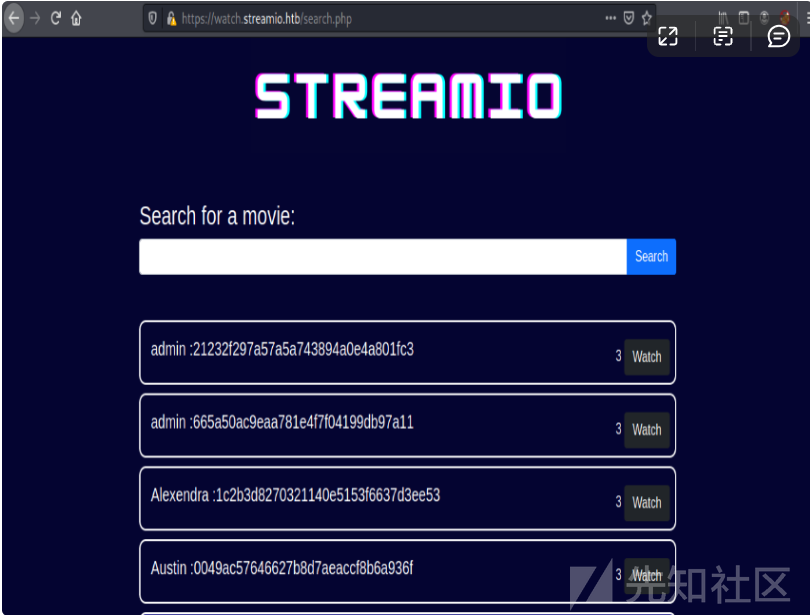 https://watch.streamio.htb/search.php
STREAMIO
Search for a movie:
Search
admin :21232f297a57a5a743894a0e4a801fc3
3 Watch
admin :665a50ac9eaa781e4f7f04199db97a11
3 Watch
Alexendra :1c2b3d8270321140e5153f6637d3ee53
3 Watch
Austin :0049ac57646627b8d7aeaccf8b6a936f
3 Watch
先知社区